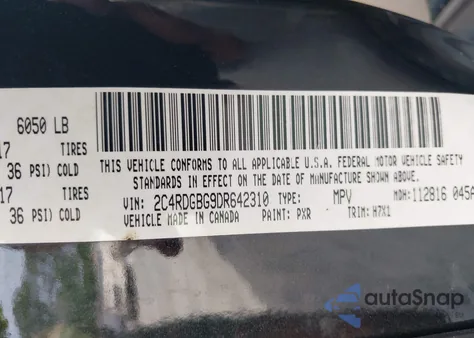 6050 LB
17 TIRES
36 PSI) COLD
17 TIRES
36 PSI) COLD
THIS VEHICLE CONFORMS TO ALL APPLICABLE U.S.A. FEDERAL MOTOR VEHICLE SAFETY
STANDARDS IN EFFECT ON THE DATE OF MANUFACTURE SHOWN ABOVE.
VIN: 2C4RDGBG9DR642310 TYPE: MPV MDH: 112816 045A
VEHICLE MADE IN CANADA PAINT: PXR TRIM: H7X1
autoSnap
by